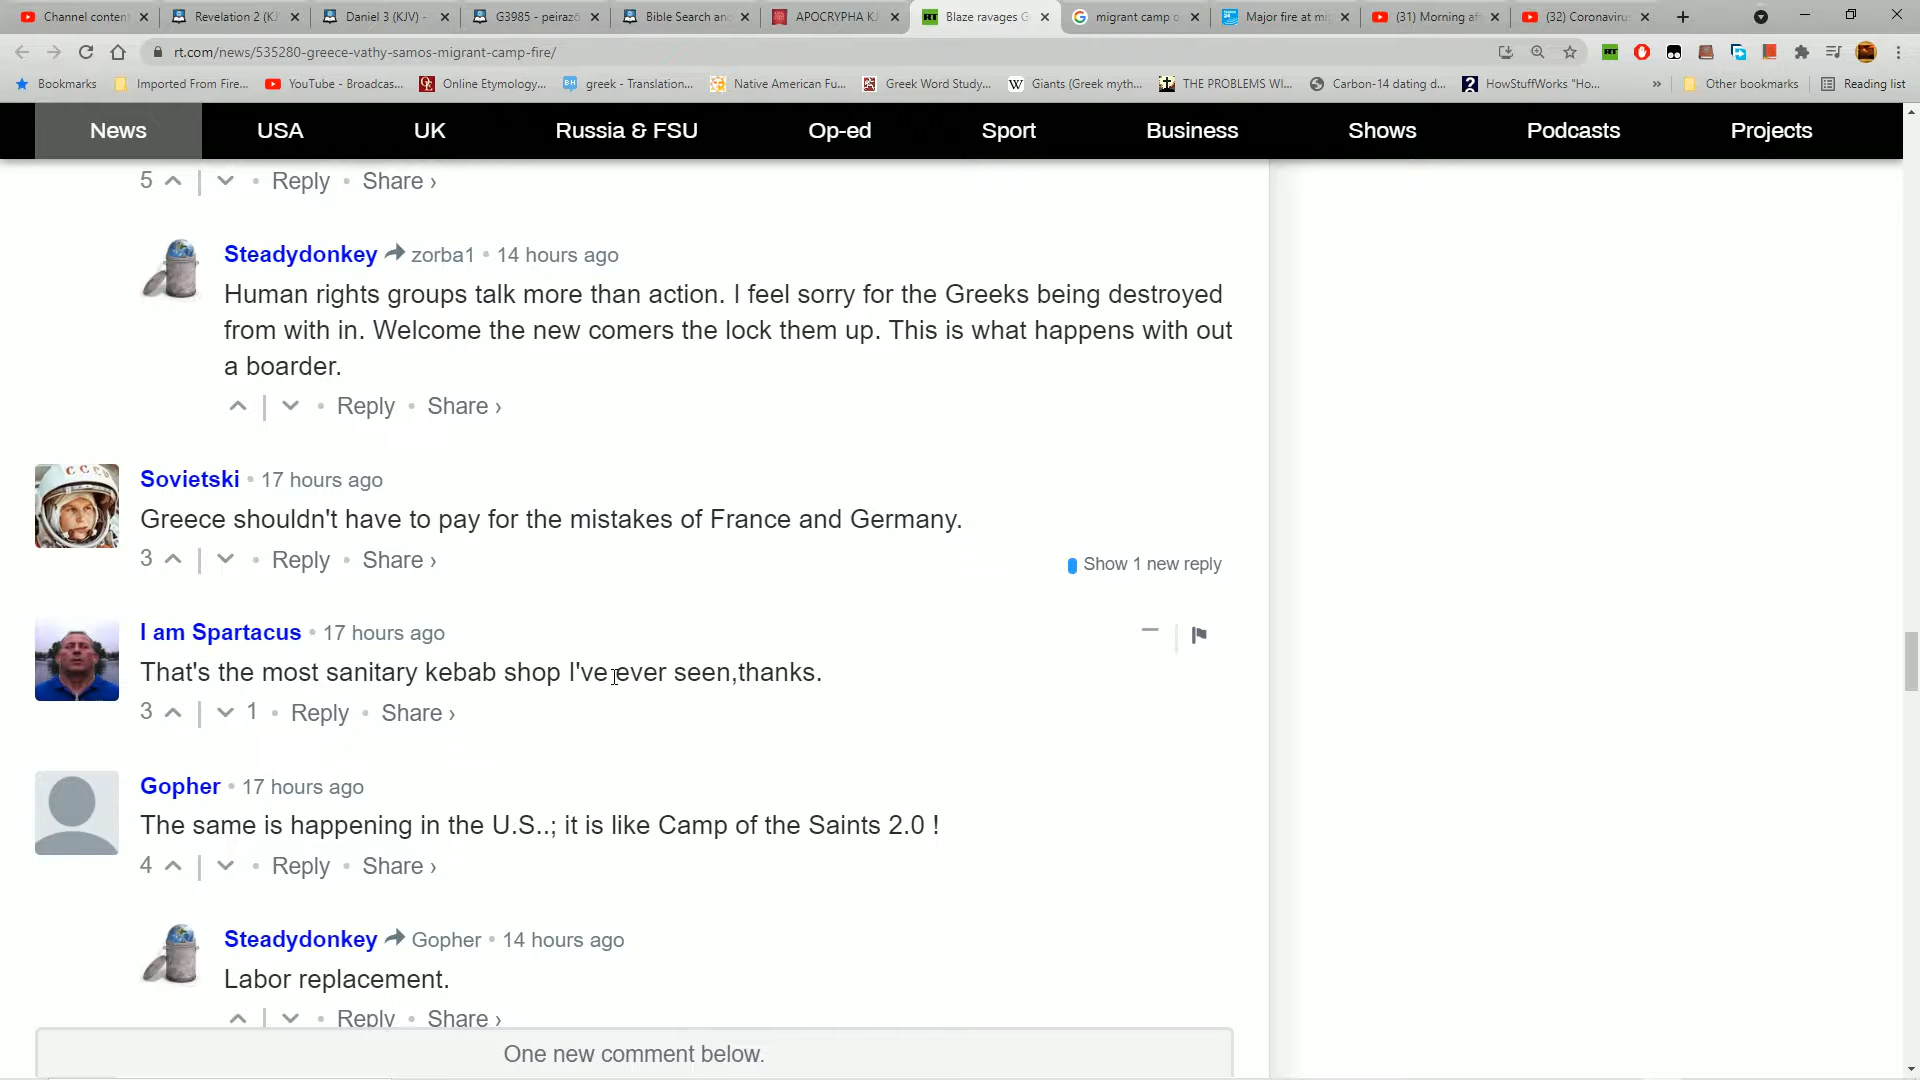 Channel content
Revelation 2 (K
Daniel 3 (KJV) -
G3985 - peirazō
Bible Search and
APOCRYPHA KJ
Blaze ravages G
migrant camp o
Major fire at mi
(31) Morning af
(32) Coronaviru
rt.com/news/535280-greece-vathy-samos-migrant-camp-fire/
Bookmarks
Imported From Fire...
YouTube - Broadcas...
Online Etymology...
greek - Translation...
Native American Fu...
Greek Word Study...
Giants (Greek myth...
THE PROBLEMS WI...
Carbon-14 dating d...
HowStuffWorks "Ho...
»
Other bookmarks
Reading list
News
USA
UK
Russia & FSU
Op-ed
Sport
Business
Shows
Podcasts
Projects
5 | • Reply • Share ›
Steadydonkey zorba1 • 14 hours ago
Human rights groups talk more than action. I feel sorry for the Greeks being destroyed
from with in. Welcome the new comers the lock them up. This is what happens with out
a boarder.
| • Reply • Share ›
Sovietski • 17 hours ago
Greece shouldn't have to pay for the mistakes of France and Germany.
3 | • Reply • Share ›
Show 1 new reply
I am Spartacus • 17 hours ago
That's the most sanitary kebab shop I've ever seen,thanks.
3 | 1 • Reply • Share ›
Gopher • 17 hours ago
The same is happening in the U.S..; it is like Camp of the Saints 2.0 !
4 | • Reply • Share ›
Steadydonkey Gopher • 14 hours ago
Labor replacement.
| • Reply • Share ›
One new comment below.